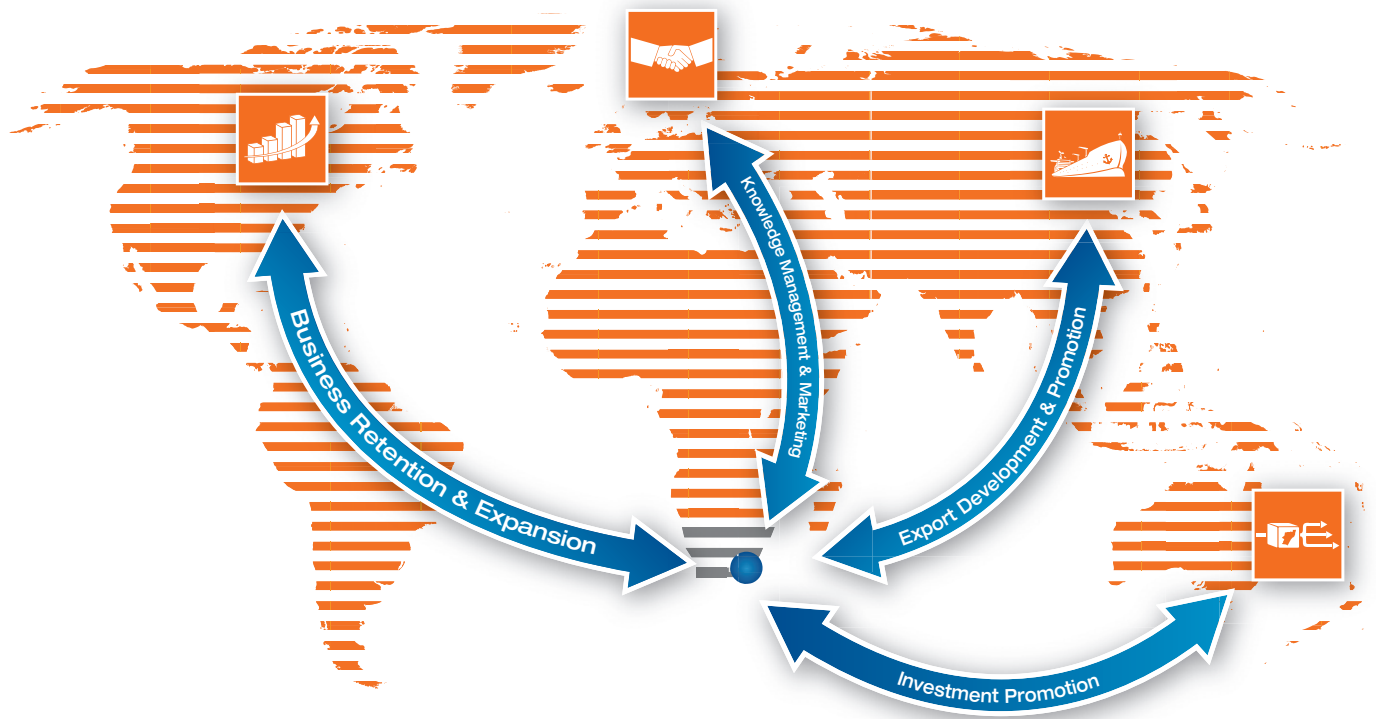 Knowledge Management & Marketing
Business Retention & Expansion
Export Development & Promotion
Investment Promotion